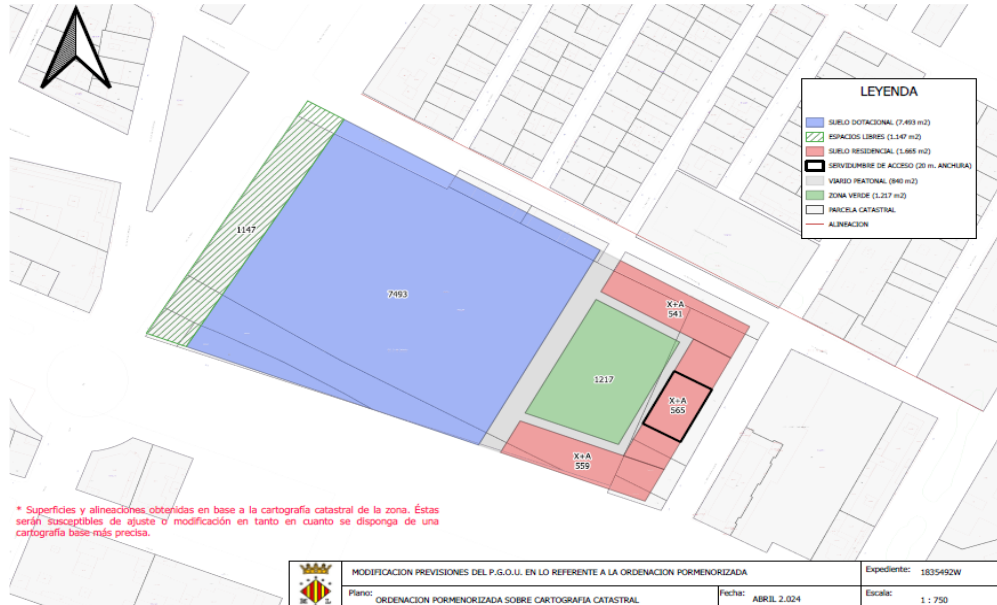 LEYENDA
SUELO DOTACIONAL (7.493 m2)
ESPACIOS LIBRES (1.147 m2)
SUELO RESIDENCIAL (1.665 m2)
SERVIDUMBRE DE ACCESO (20 m. ANCHURA)
VIARIO PEATONAL (840 m2)
ZONA VERDE (1.217 m2)
PARCELA CATASTRAL
ALINEACION
1147
7493
X+A
541
1217
X+A
565
X+A
559
* Superficies y alineaciones obtenidas en base a la cartografía catastral de la zona. Éstas
serán susceptibles de ajuste o modificación en tanto en cuanto se disponga de una
cartografía base más precisa.
MODIFICACION PREVISIONES DEL P.G.O.U. EN LO REFERENTE A LA ORDENACION PORMENORIZADA
Expediente: 1835492W
Plano: ORDENACION PORMENORIZADA SOBRE CARTOGRAFIA CATASTRAL
Fecha: ABRIL 2.024
Escala: 1 : 750